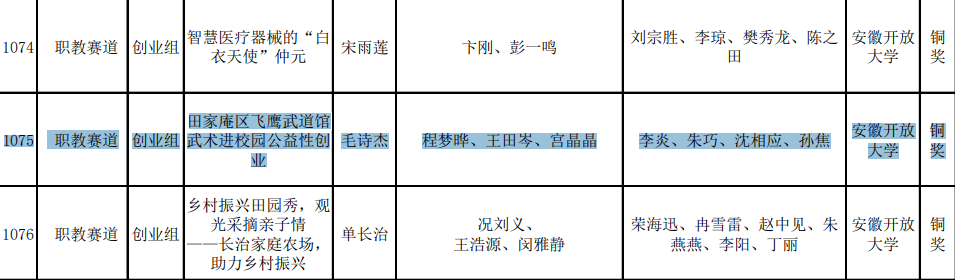 1074 职教赛道 创业组 智慧医疗器械的“白衣天使”仲元 宋雨莲 卞刚、彭一鸣 刘宗胜、李琼、樊秀龙、陈之田 安徽开放大学 铜奖
1075 职教赛道 创业组 田家庵区飞鹰武道馆武术进校园公益性创业 毛诗杰 程梦晔、王田岑、宫晶晶 李炎、朱巧、沈相应、孙焦 安徽开放大学 铜奖
1076 职教赛道 创业组 乡村振兴田园秀，观光采摘亲子情——长治家庭农场，助力乡村振兴 单长治 况刘义、王浩源、闵雅静 荣海迅、冉雪雷、赵中见、朱燕燕、李阳、丁丽 安徽开放大学 铜奖